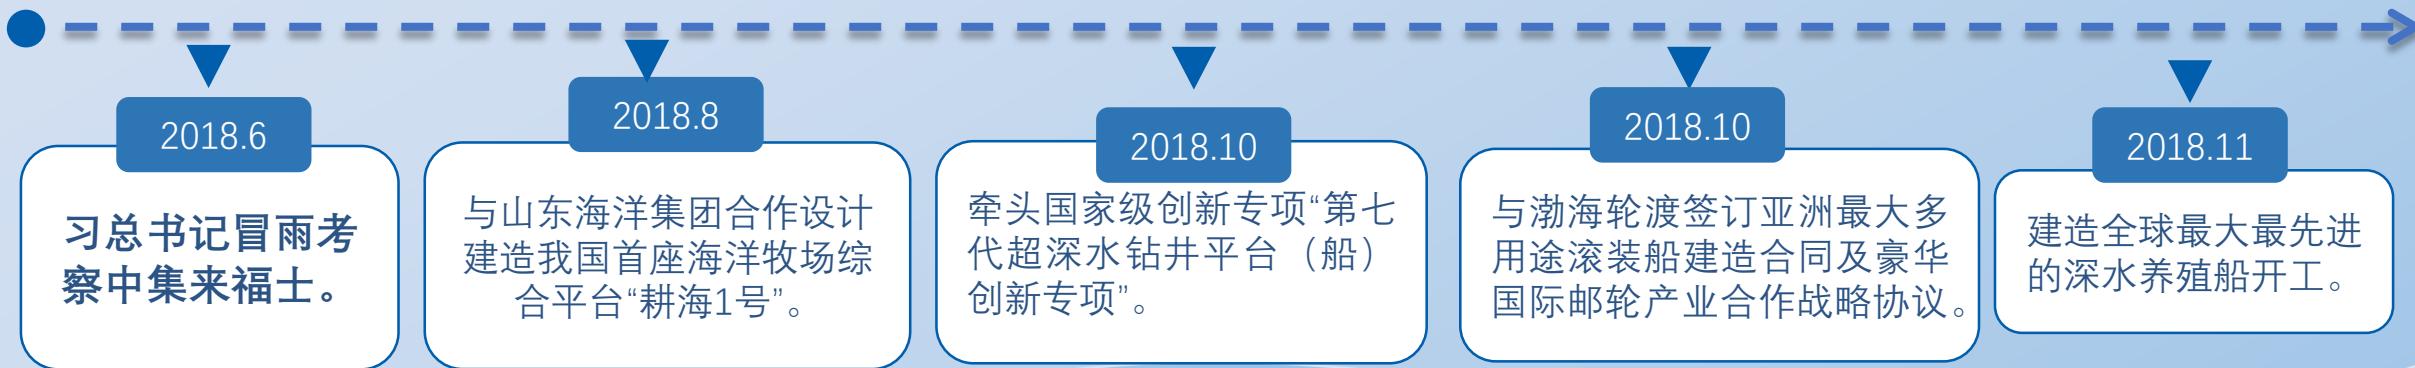 2018.6
习总书记冒雨考
察中集来福士。
2018.8
与山东海洋集团合作设计
建造我国首座海洋牧场综
合平台“耕海1号”。
2018.10
牵头国家级创新专项“第七
代超深水钻井平台（船）
创新专项”。
2018.10
与渤海轮渡签订亚洲最大多
用途滚装船建造合同及豪华
国际邮轮产业合作战略协议。
2018.11
建造全球最大最先进
的深水养殖船开工。